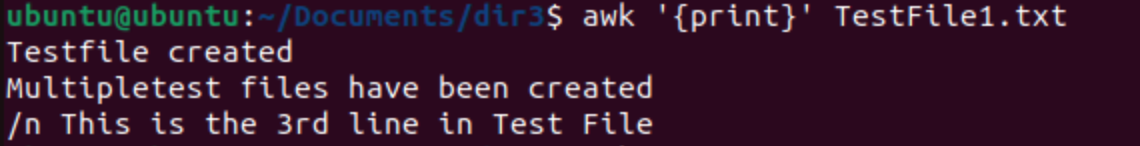 ubuntu@ubuntu:~/Documents/dir3$ awk '{print}' TestFile1.txt
Testfile created
Multipletest files have been created
/n This is the 3rd line in Test File